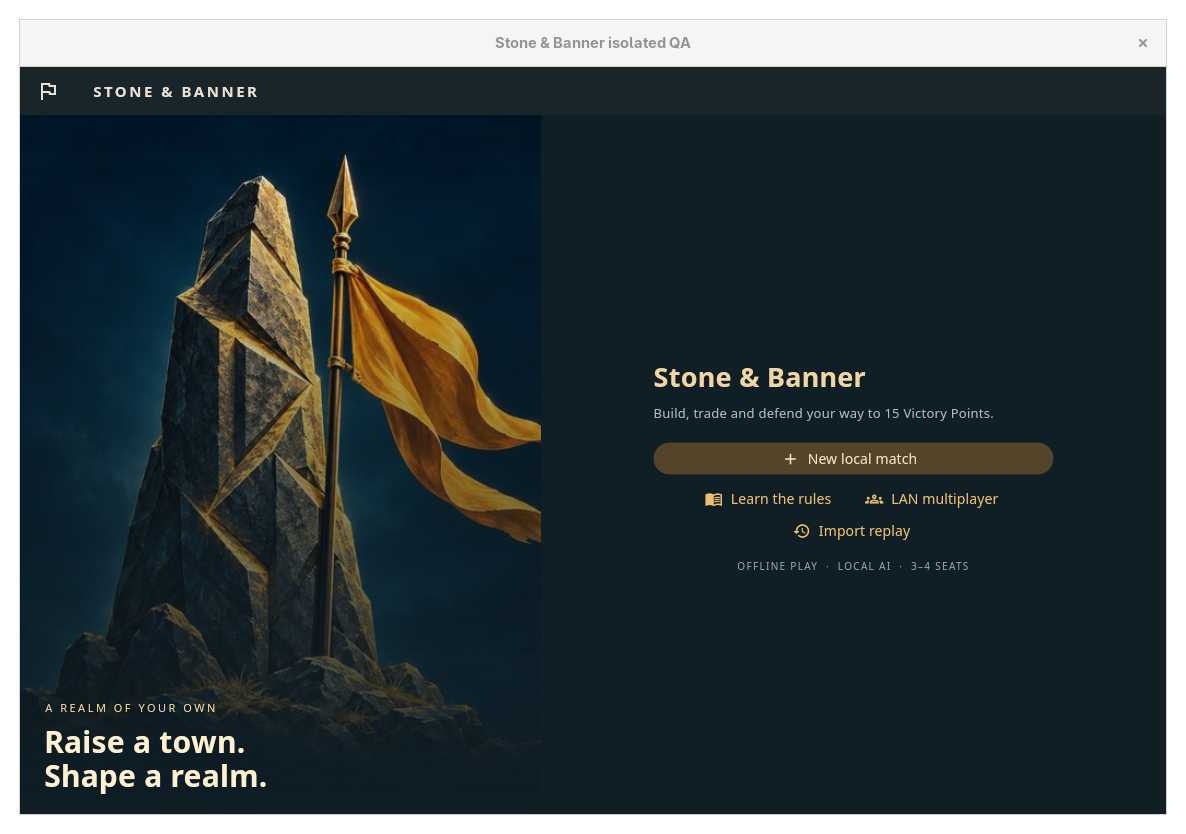 Stone & Banner isolated QA
STONE & BANNER
Stone & Banner
Build, trade and defend your way to 15 Victory Points.
New local match
Learn the rules
LAN multiplayer
Import replay
OFFLINE PLAY · LOCAL AI · 3–4 SEATS
A REALM OF YOUR OWN
Raise a town.
Shape a realm.